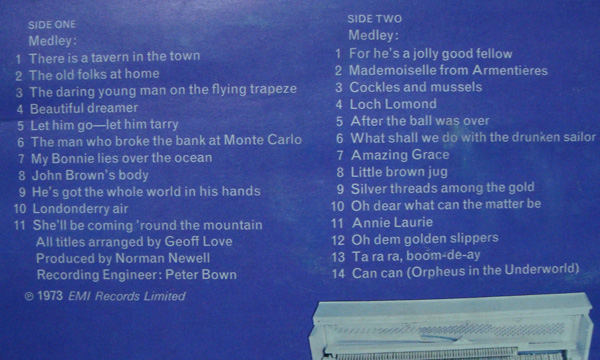 SIDE ONE
Medley:
1 There is a tavern in the town
2 The old folks at home
3 The daring young man on the flying trapeze
4 Beautiful dreamer
5 Let him go—let him tarry
6 The man who broke the bank at Monte Carlo
7 My Bonnie lies over the ocean
8 John Brown's body
9 He's got the whole world in his hands
10 Londonderry air
11 She'll be coming 'round the mountain
All titles arranged by Geoff Love
Produced by Norman Newell
Recording Engineer: Peter Bown
℗ 1973 EMI Records Limited
SIDE TWO
Medley:
1 For he's a jolly good fellow
2 Mademoiselle from Armentières
3 Cockles and mussels
4 Loch Lomond
5 After the ball was over
6 What shall we do with the drunken sailor
7 Amazing Grace
8 Little brown jug
9 Silver threads among the gold
10 Oh dear what can the matter be
11 Annie Laurie
12 Oh dem golden slippers
13 Ta ra ra, boom-de-ay
14 Can can (Orpheus in the Underworld)